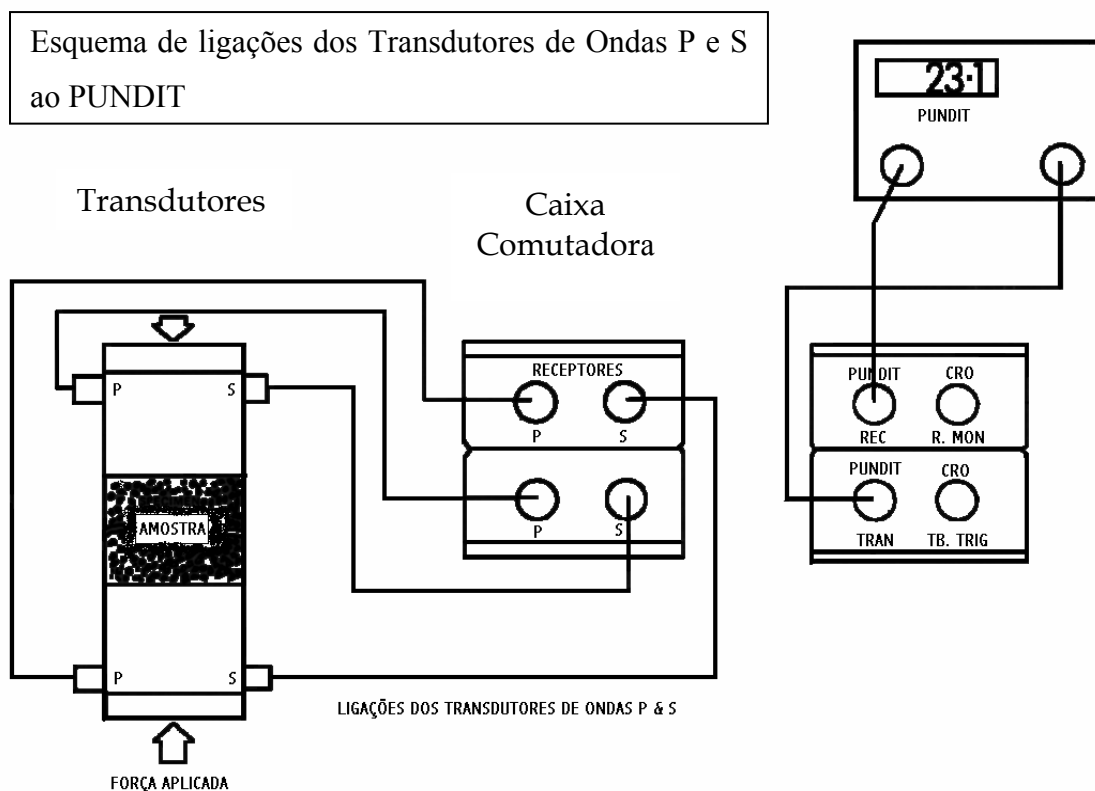 Esquema de ligações dos Transdutores de Ondas P e S
ao PUNDIT
23·1
PUNDIT
Transdutores
Caixa
Comutadora
RECEPTORES
P S
P S
P S
AMOSTRA
P S
PUNDIT CRO
REC R. MON
PUNDIT CRO
TRAN TB. TRIG
LIGAÇÕES DOS TRANSDUTORES DE ONDAS P & S
FORÇA APLICADA